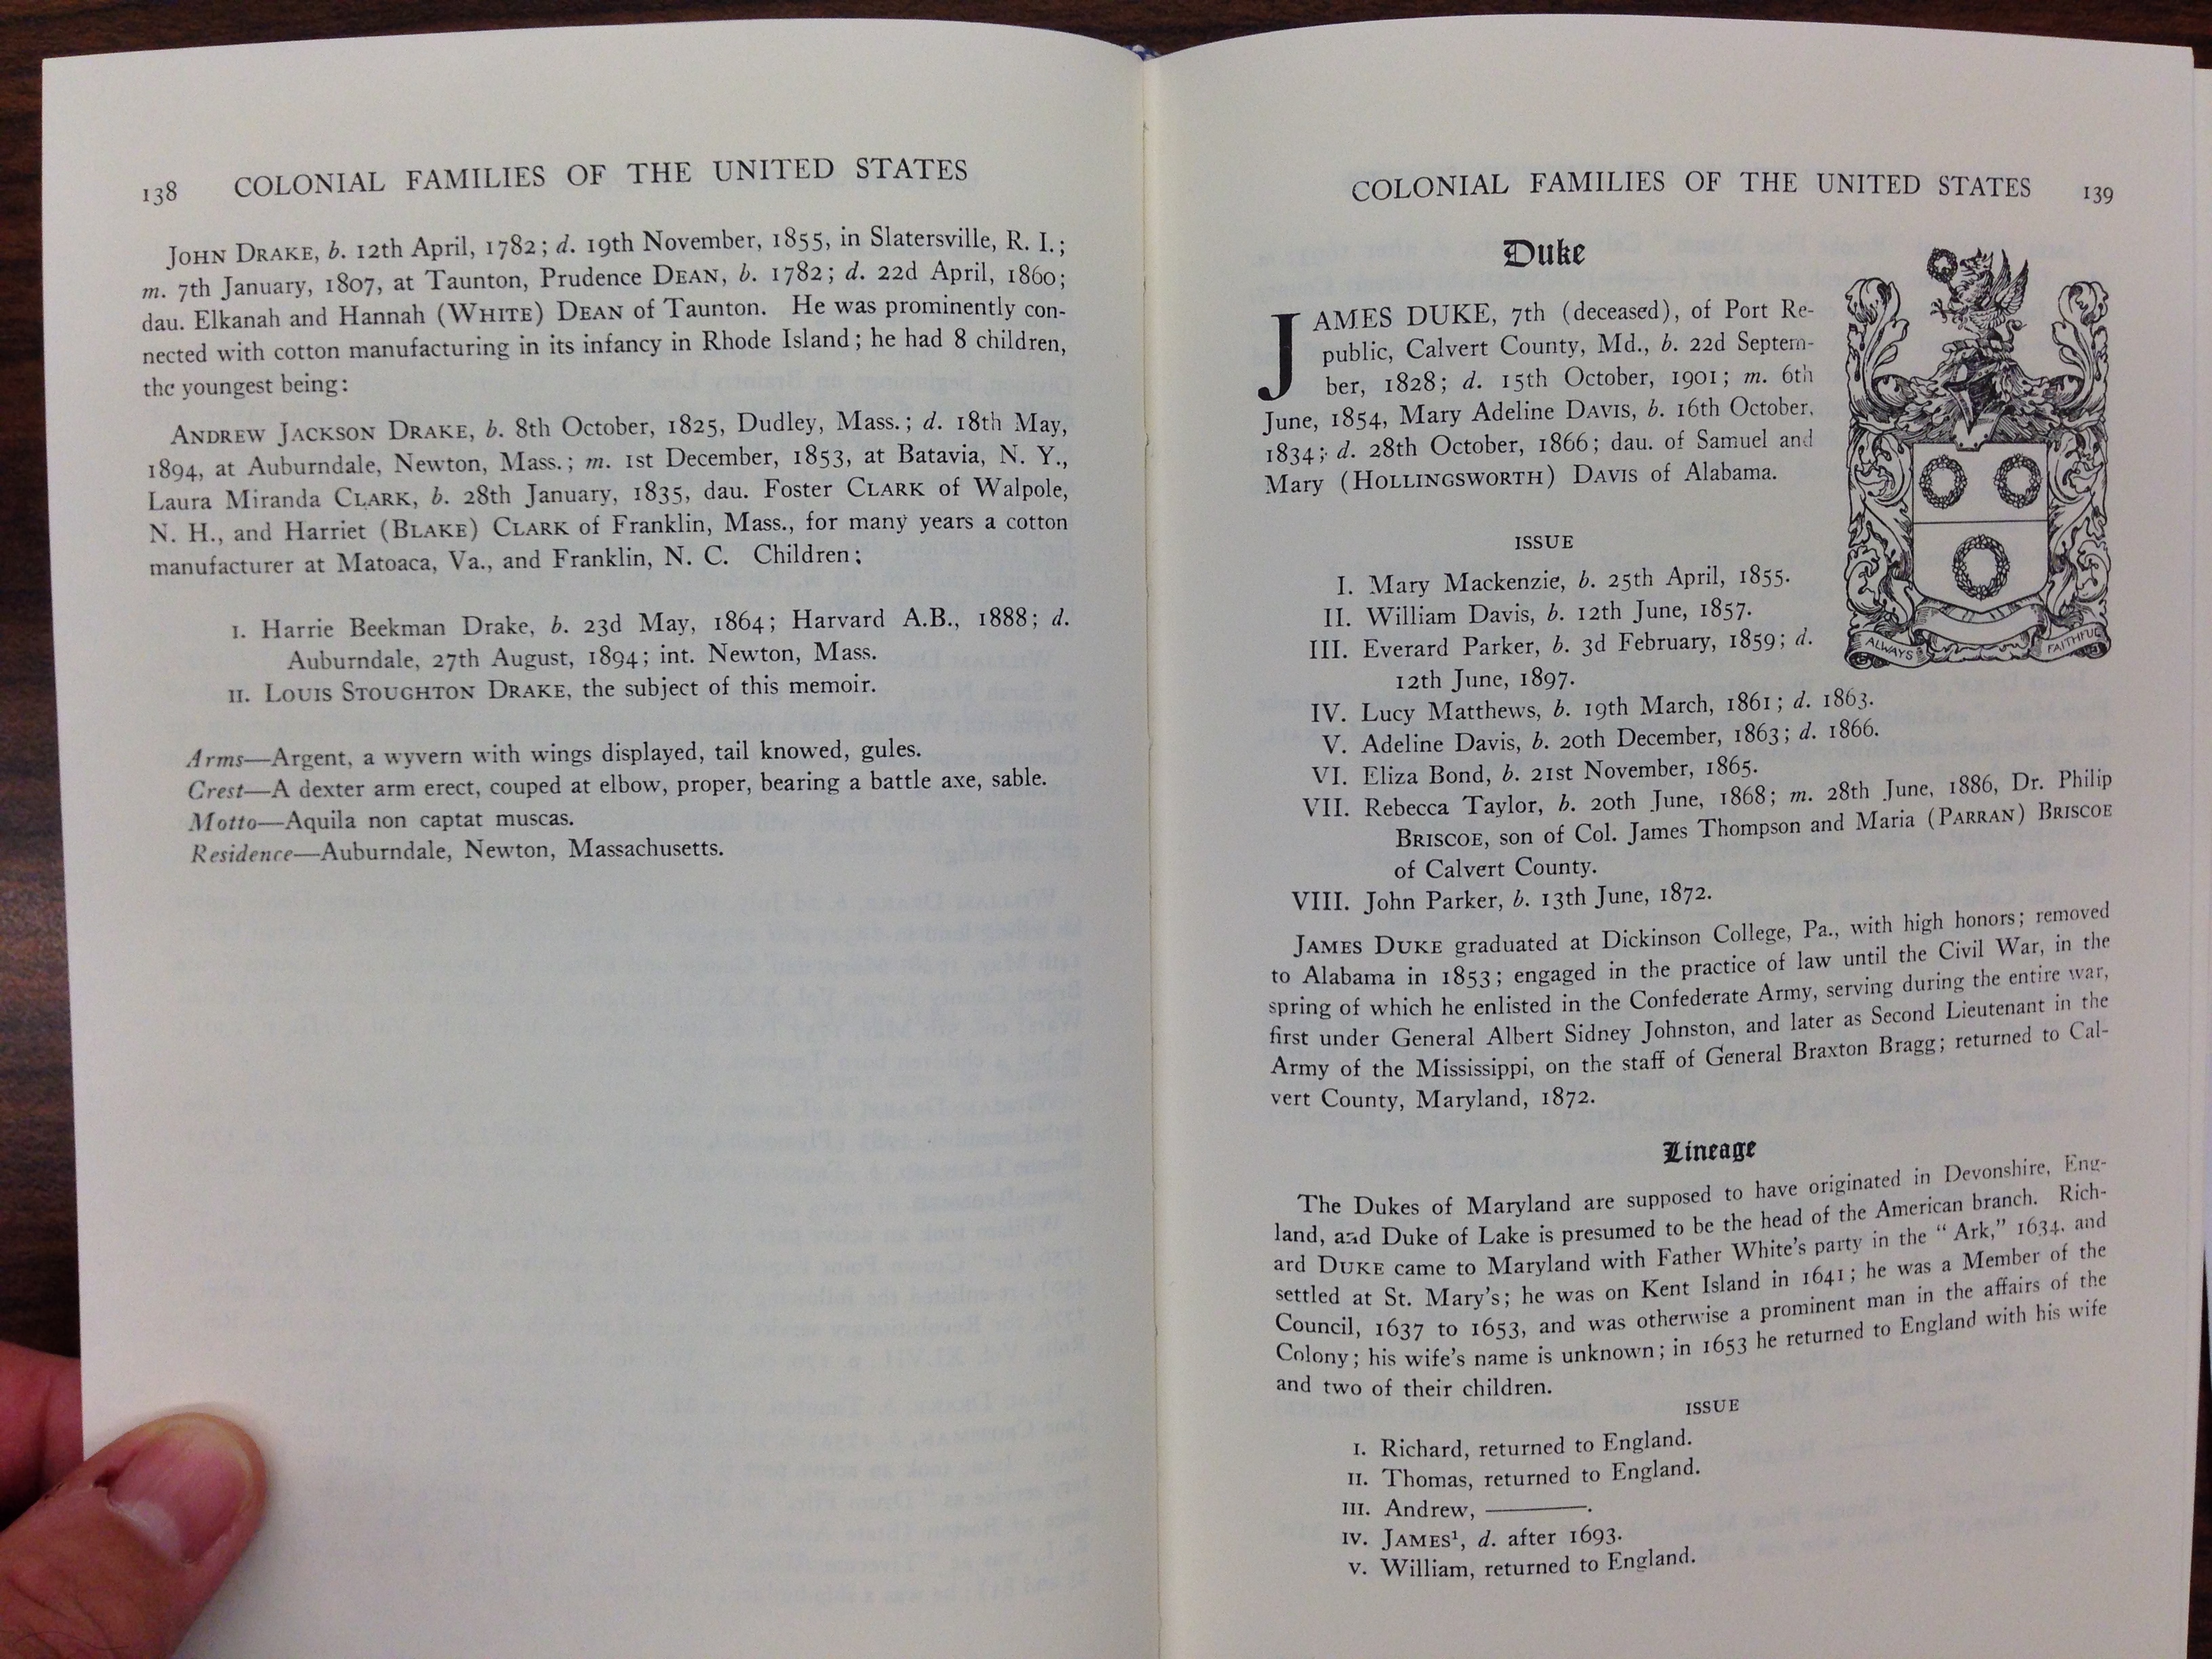 138 COLONIAL FAMILIES OF THE UNITED STATES
JOHN DRAKE, b. 12th April, 1782; d. 19th November, 1855, in Slatersville, R. I.;
m. 7th January, 1807, at Taunton, Prudence DEAN, b. 1782; d. 22d April, 1860;
dau. Elkanah and Hannah (WHITE) DEAN of Taunton. He was prominently con-
nected with cotton manufacturing in its infancy in Rhode Island; he had 8 children,
the youngest being:
ANDREW JACKSON DRAKE, b. 8th October, 1825, Dudley, Mass.; d. 18th May,
1894, at Auburndale, Newton, Mass.; m. 1st December, 1853, at Batavia, N. Y.,
Laura Miranda CLARK, b. 28th January, 1835, dau. Foster CLARK of Walpole,
N. H., and Harriet (BLAKE) CLARK of Franklin, Mass., for many years a cotton
manufacturer at Matoaca, Va., and Franklin, N. C. Children;
I. Harrie Beekman Drake, b. 23d May, 1864; Harvard A.B., 1888; d.
Auburndale, 27th August, 1894; int. Newton, Mass.
II. LOUIS STOUGHTON DRAKE, the subject of this memoir.
Arms—Argent, a wyvern with wings displayed, tail knowed, gules.
Crest—A dexter arm erect, couped at elbow, proper, bearing a battle axe, sable.
Motto—Aquila non captat muscas.
Residence—Auburndale, Newton, Massachusetts.
COLONIAL FAMILIES OF THE UNITED STATES 139
Duke
JAMES DUKE, 7th (deceased), of Port Re-
public, Calvert County, Md., b. 22d Septem-
ber, 1828; d. 15th October, 1901; m. 6th
June, 1854, Mary Adeline DAVIS, b. 16th October,
1834; d. 28th October, 1866; dau. of Samuel and
Mary (HOLLINGSWORTH) DAVIS of Alabama.
ALWAYS FAITHFUL
ISSUE
I. Mary Mackenzie, b. 25th April, 1855.
II. William Davis, b. 12th June, 1857.
III. Everard Parker, b. 3d February, 1859; d.
12th June, 1897.
IV. Lucy Matthews, b. 19th March, 1861; d. 1863.
V. Adeline Davis, b. 20th December, 1863; d. 1866.
VI. Eliza Bond, b. 21st November, 1865.
VII. Rebecca Taylor, b. 20th June, 1868; m. 28th June, 1886, Dr. Philip
BRISCOE, son of Col. James Thompson and Maria (PARRAN) BRISCOE
of Calvert County.
VIII. John Parker, b. 13th June, 1872.
JAMES DUKE graduated at Dickinson College, Pa., with high honors; removed
to Alabama in 1853; engaged in the practice of law until the Civil War, in the
spring of which he enlisted in the Confederate Army, serving during the entire war,
first under General Albert Sidney Johnston, and later as Second Lieutenant in the
Army of the Mississippi, on the staff of General Braxton Bragg; returned to Cal-
vert County, Maryland, 1872.
Lineage
The Dukes of Maryland are supposed to have originated in Devonshire, Eng-
land, and Duke of Lake is presumed to be the head of the American branch. Rich-
ard DUKE came to Maryland with Father White's party in the "Ark," 1634, and
settled at St. Mary's; he was on Kent Island in 1641; he was a Member of the
Council, 1637 to 1653, and was otherwise a prominent man in the affairs of the
Colony; his wife's name is unknown; in 1653 he returned to England with his wife
and two of their children.
ISSUE
I. Richard, returned to England.
II. Thomas, returned to England.
III. Andrew, ———.
IV. JAMES¹, d. after 1693.
V. William, returned to England.